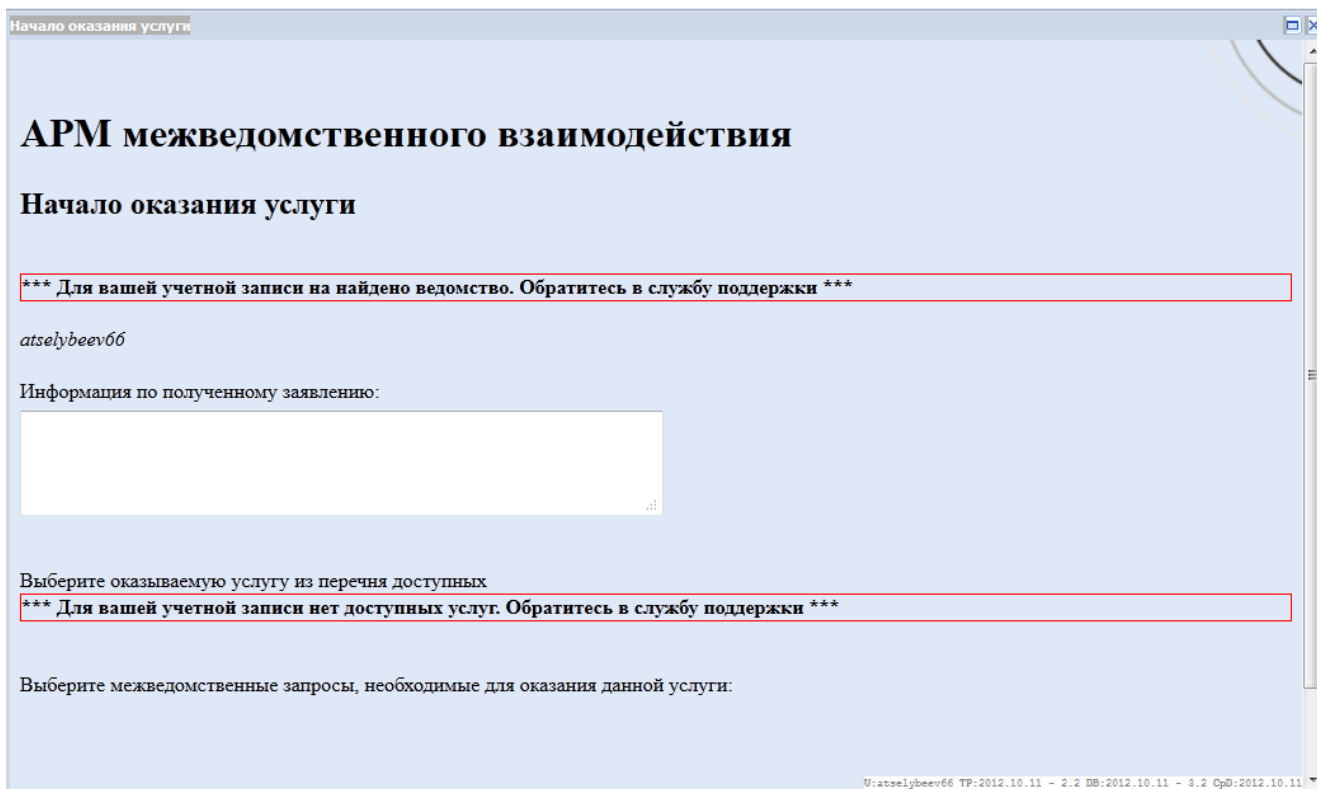 Начало оказания услуги
АРМ межведомственного взаимодействия
Начало оказания услуги
*** Для вашей учетной записи на найдено ведомство. Обратитесь в службу поддержки ***
atselybeev66
Информация по полученному заявлению:
Выберите оказываемую услугу из перечня доступных
*** Для вашей учетной записи нет доступных услуг. Обратитесь в службу поддержки ***
Выберите межведомственные запросы, необходимые для оказания данной услуги:
U:atselybeev66 TP:2012.10.11 - 2.2 DB:2012.10.11 - 3.2 OpD:2012.10.11